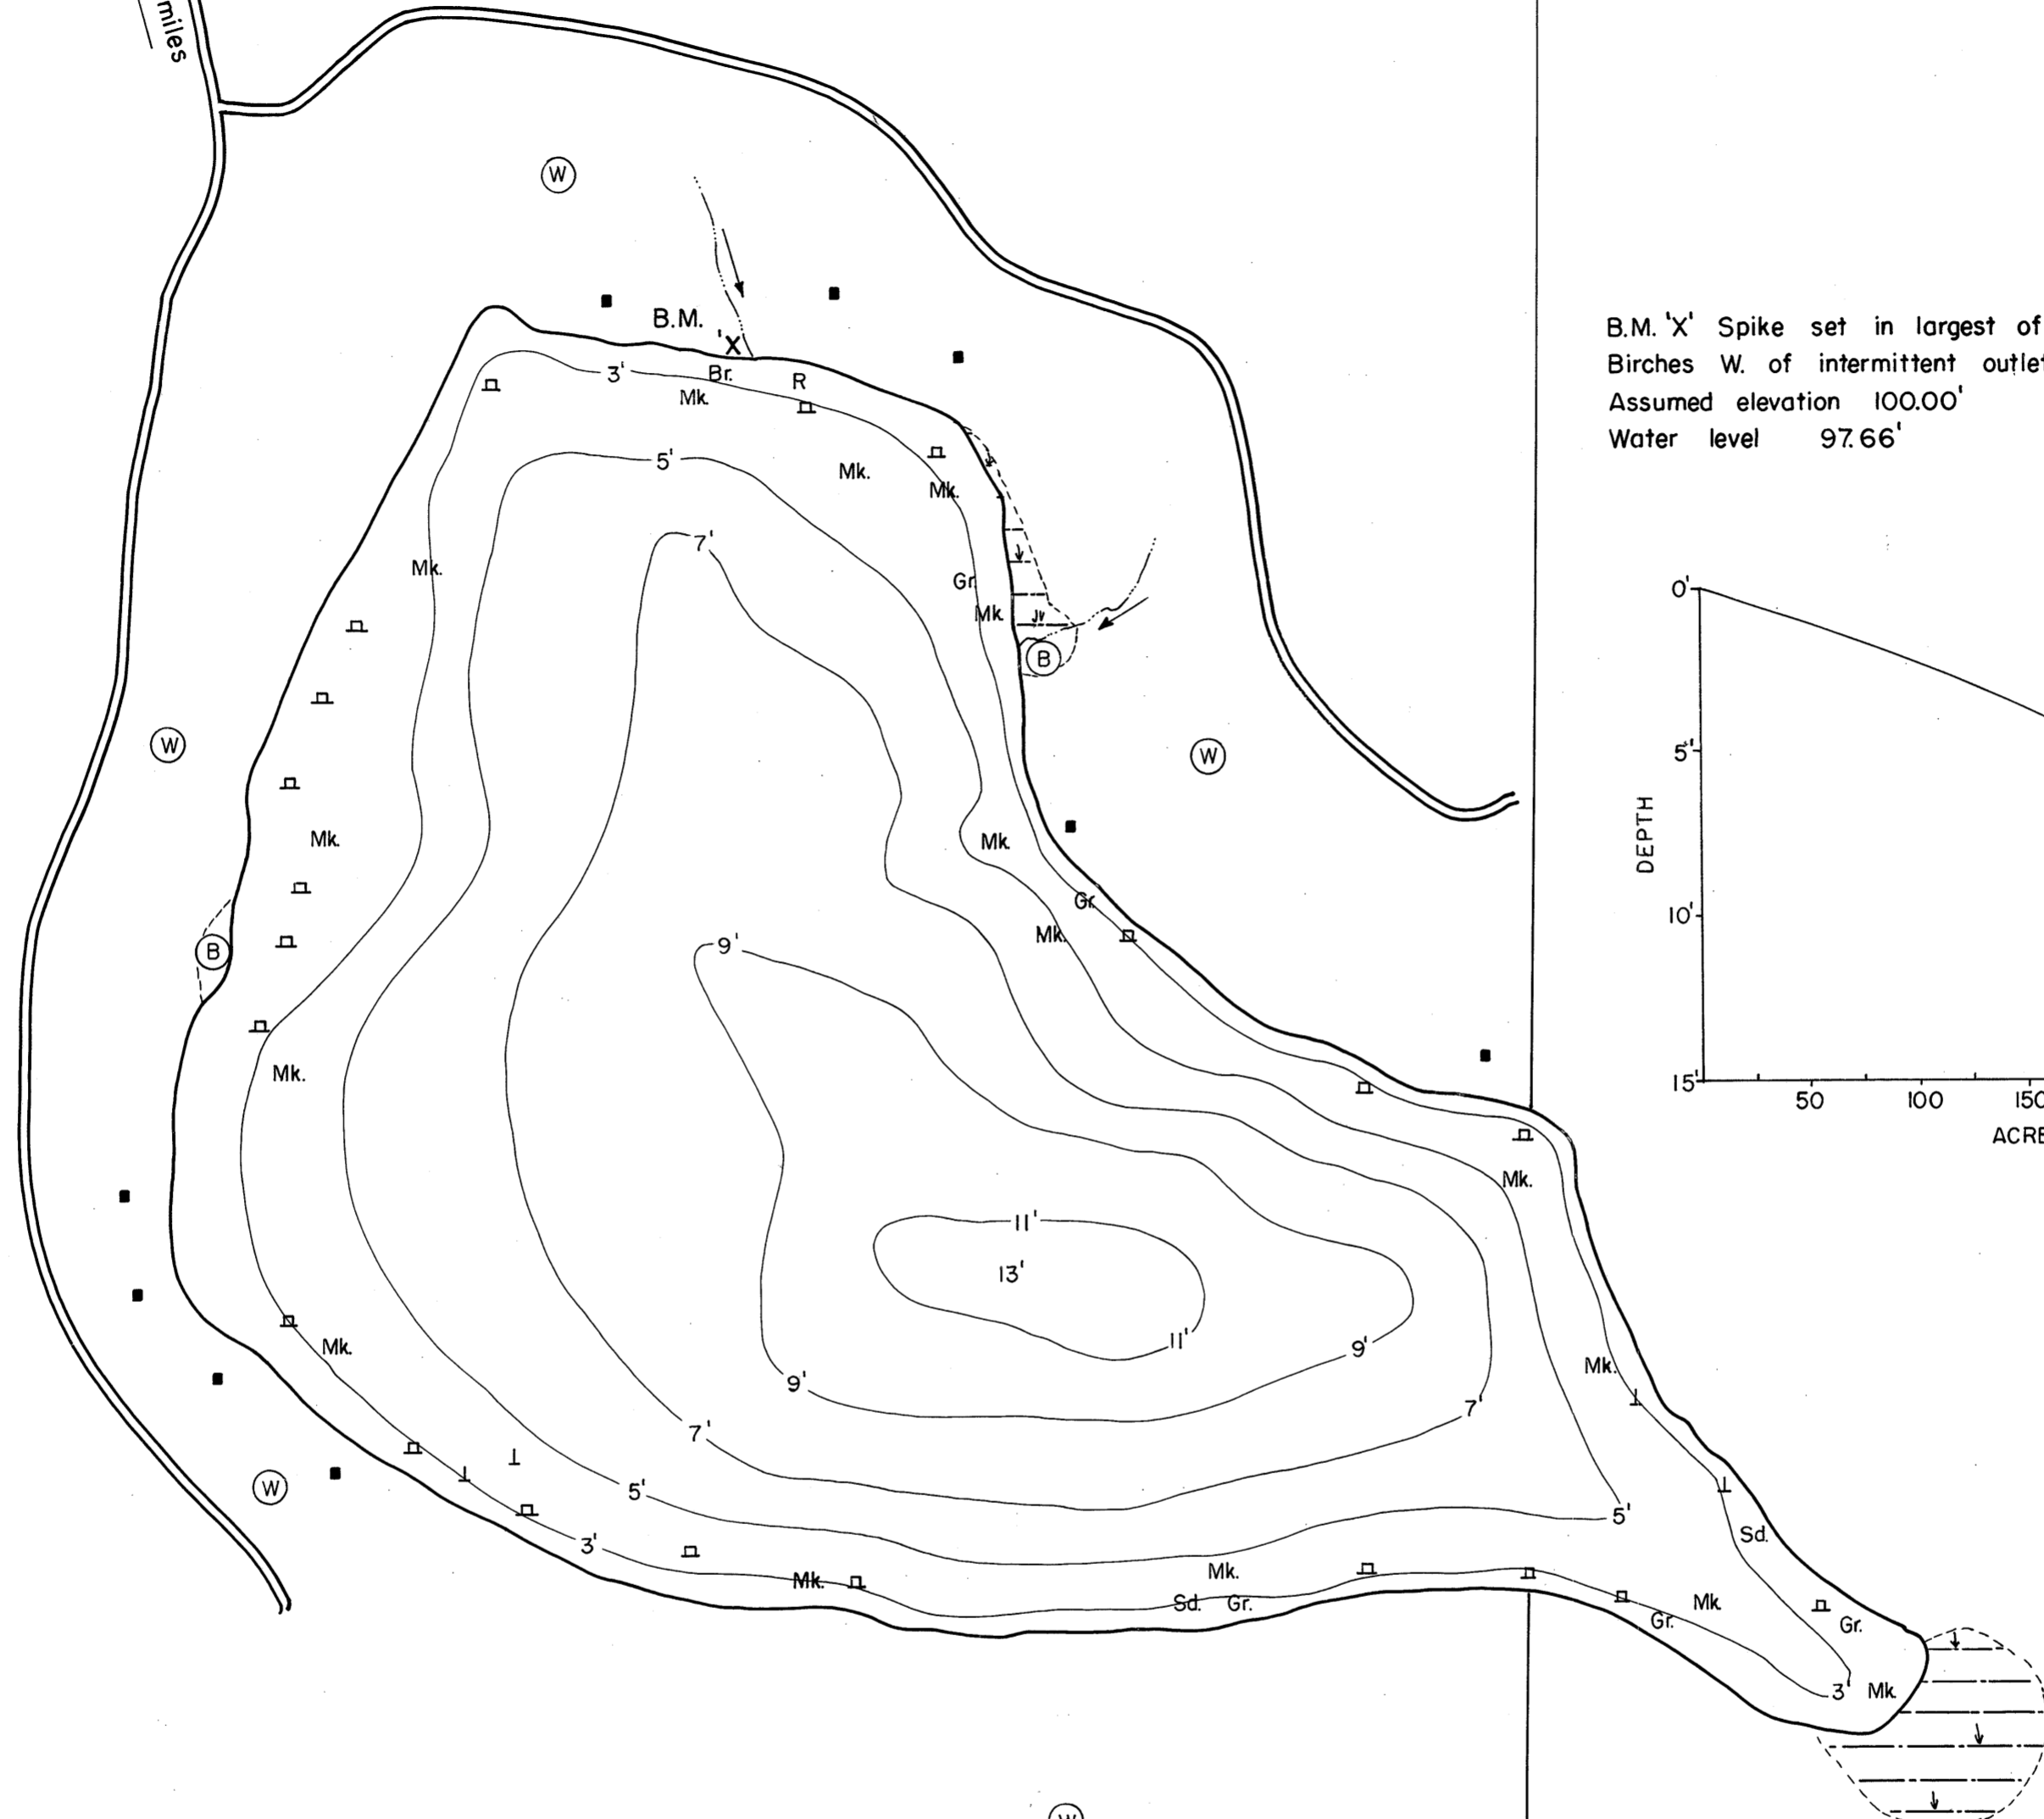 miles
W
B.M.
'X'
B.M. 'X' Spike set in largest of
Birches W. of intermittent outlet
Assumed elevation 100.00'
Water level 97.66'
3'
Br.
R
Mk.
5'
Mk.
Mk.
7'
Mk.
Gr.
Mk.
B
W
W
0'
5'
10'
15'
DEPTH
50
100
150
ACRE
Mk.
Mk.
Gr.
Mk.
9'
B
Mk.
Mk.
11'
13'
11'
9'
Mk.
Mk.
9'
7'
7'
W
5'
5'
Sd.
3'
Mk.
Mk.
Sd. Gr.
Mk.
Gr.
Gr.
3'
Mk.
W